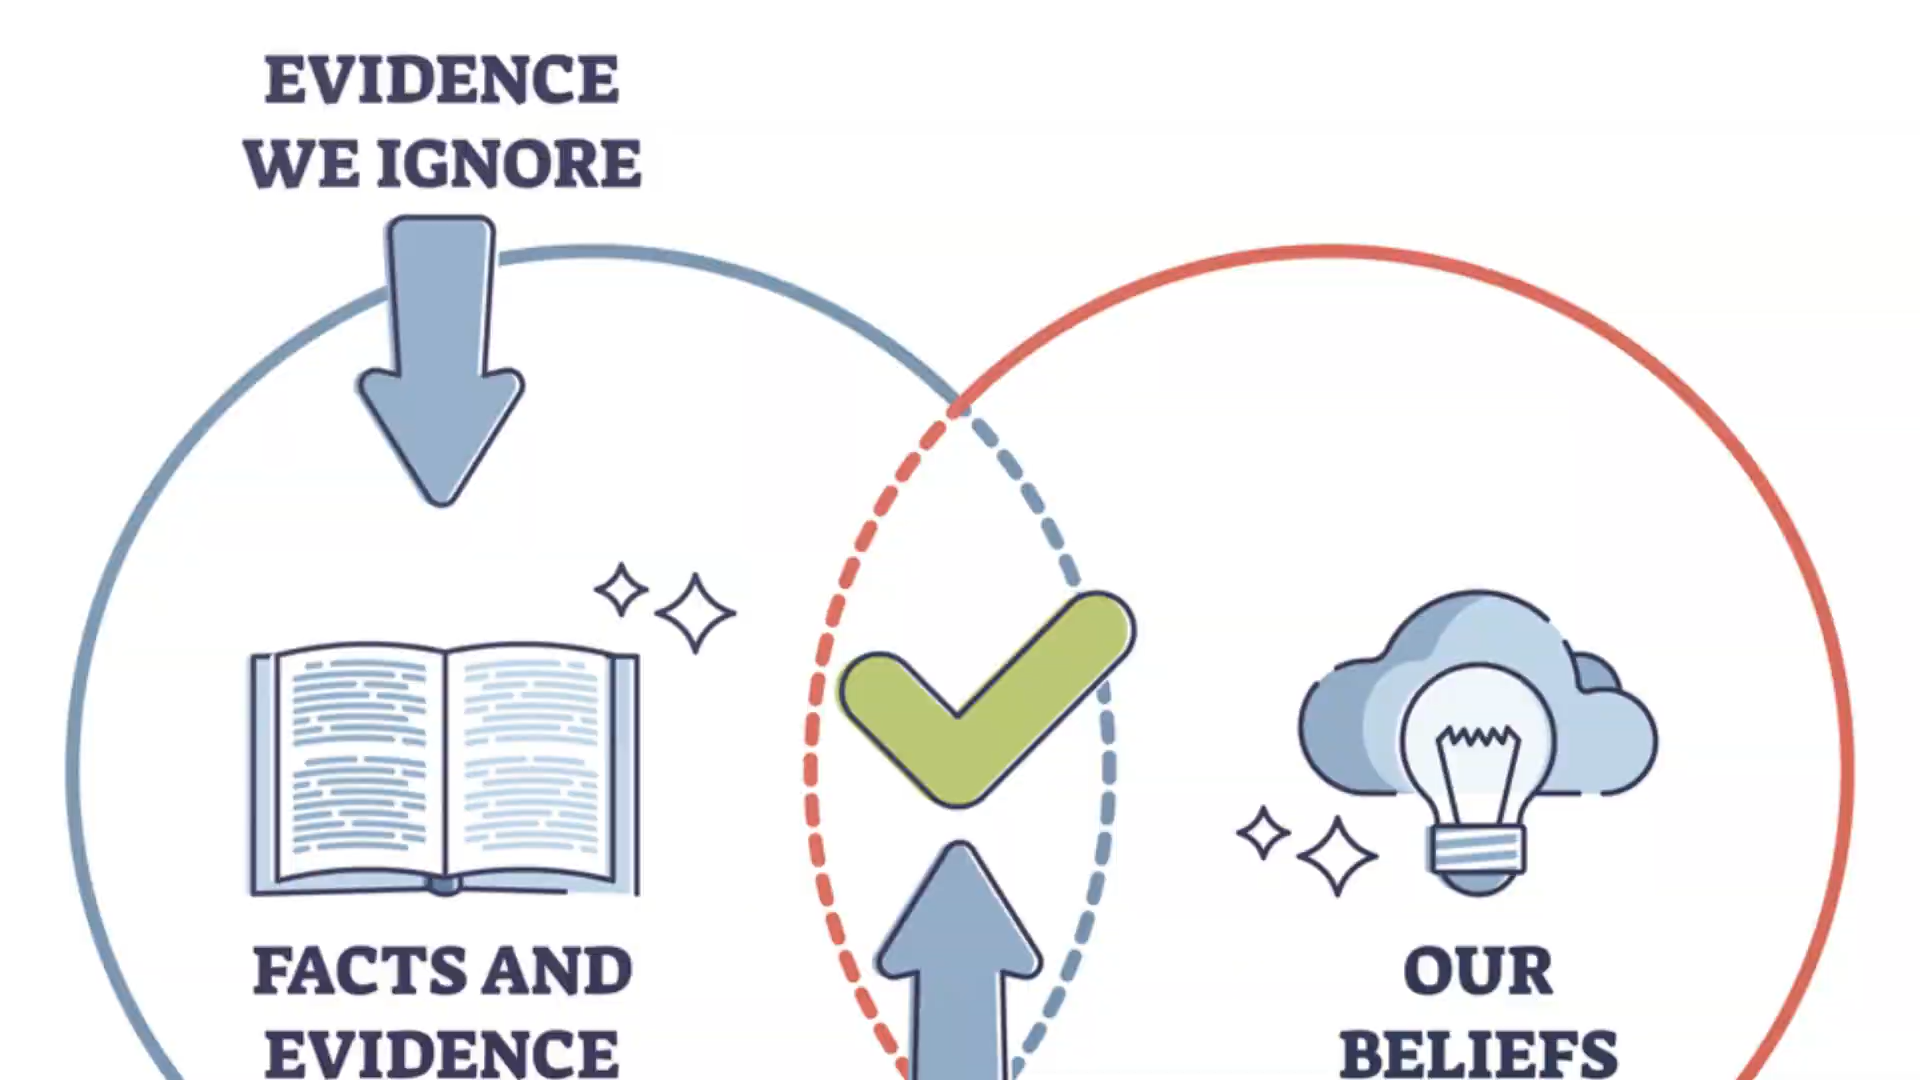 EVIDENCE
WE IGNORE
FACTS AND
EVIDENCE
OUR
BELIEFS